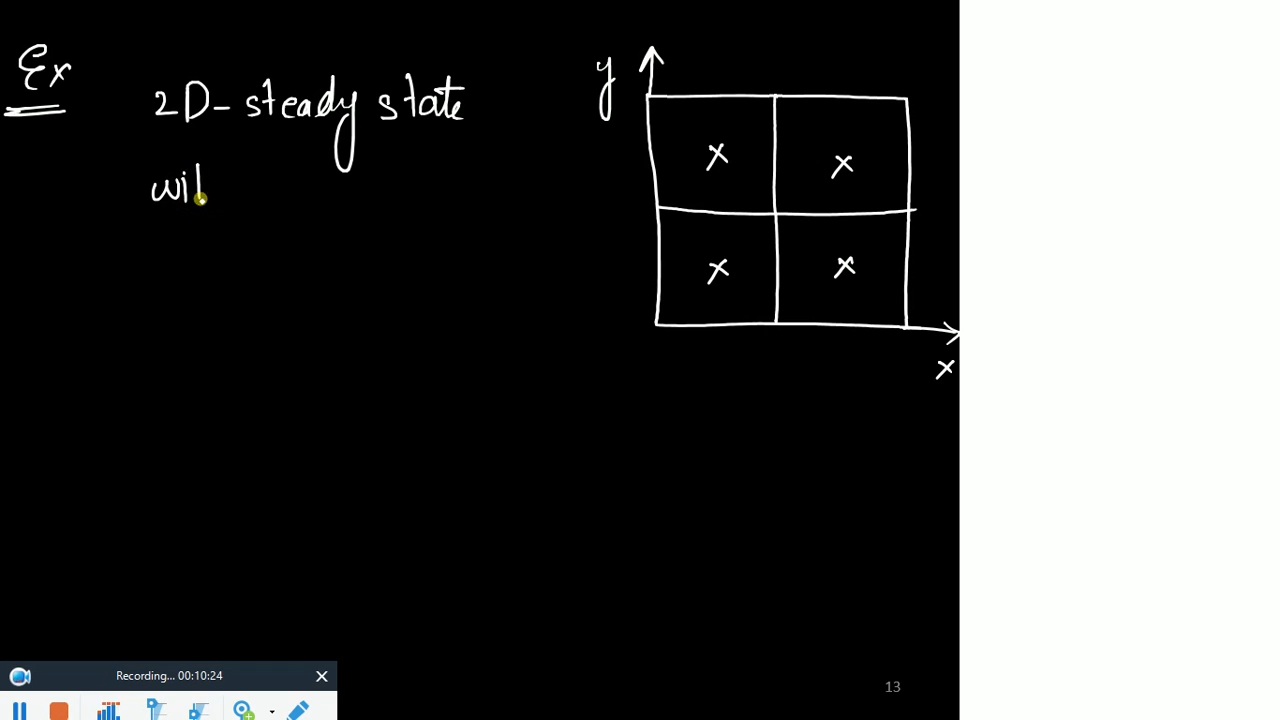 Ex
2D- steady state
wil
y
x x
x x
x
13
Recording... 00:10:24